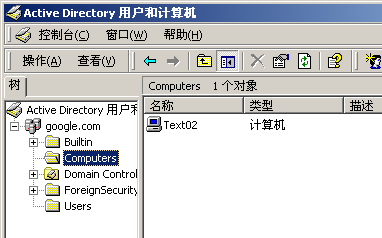 Active Directory 用户和计算机
控制台(C) 窗口(W) 帮助(H)
操作(A) 查看(V)
树
Computers 1 个对象
Active Directory 用户和
google.com
Builtin
Computers
Domain Control
ForeignSecurity
Users
名称 类型 描述
Text02 计算机